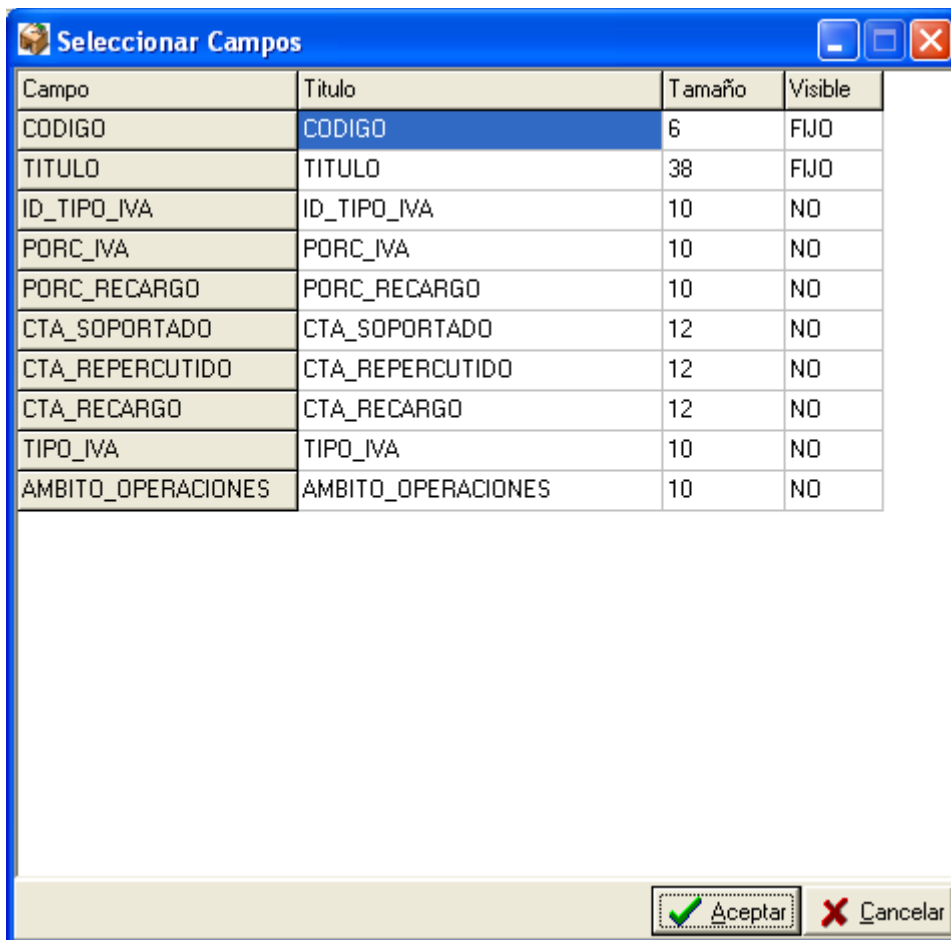 Seleccionar Campos
Campo Titulo Tamaño Visible
CODIGO CODIGO 6 FIJO
TITULO TITULO 38 FIJO
ID_TIPO_IVA ID_TIPO_IVA 10 NO
PORC_IVA PORC_IVA 10 NO
PORC_RECARGO PORC_RECARGO 10 NO
CTA_SOPORTADO CTA_SOPORTADO 12 NO
CTA_REPERCUTIDO CTA_REPERCUTIDO 12 NO
CTA_RECARGO CTA_RECARGO 12 NO
TIPO_IVA TIPO_IVA 10 NO
AMBITO_OPERACIONES AMBITO_OPERACIONES 10 NO
Aceptar Cancelar